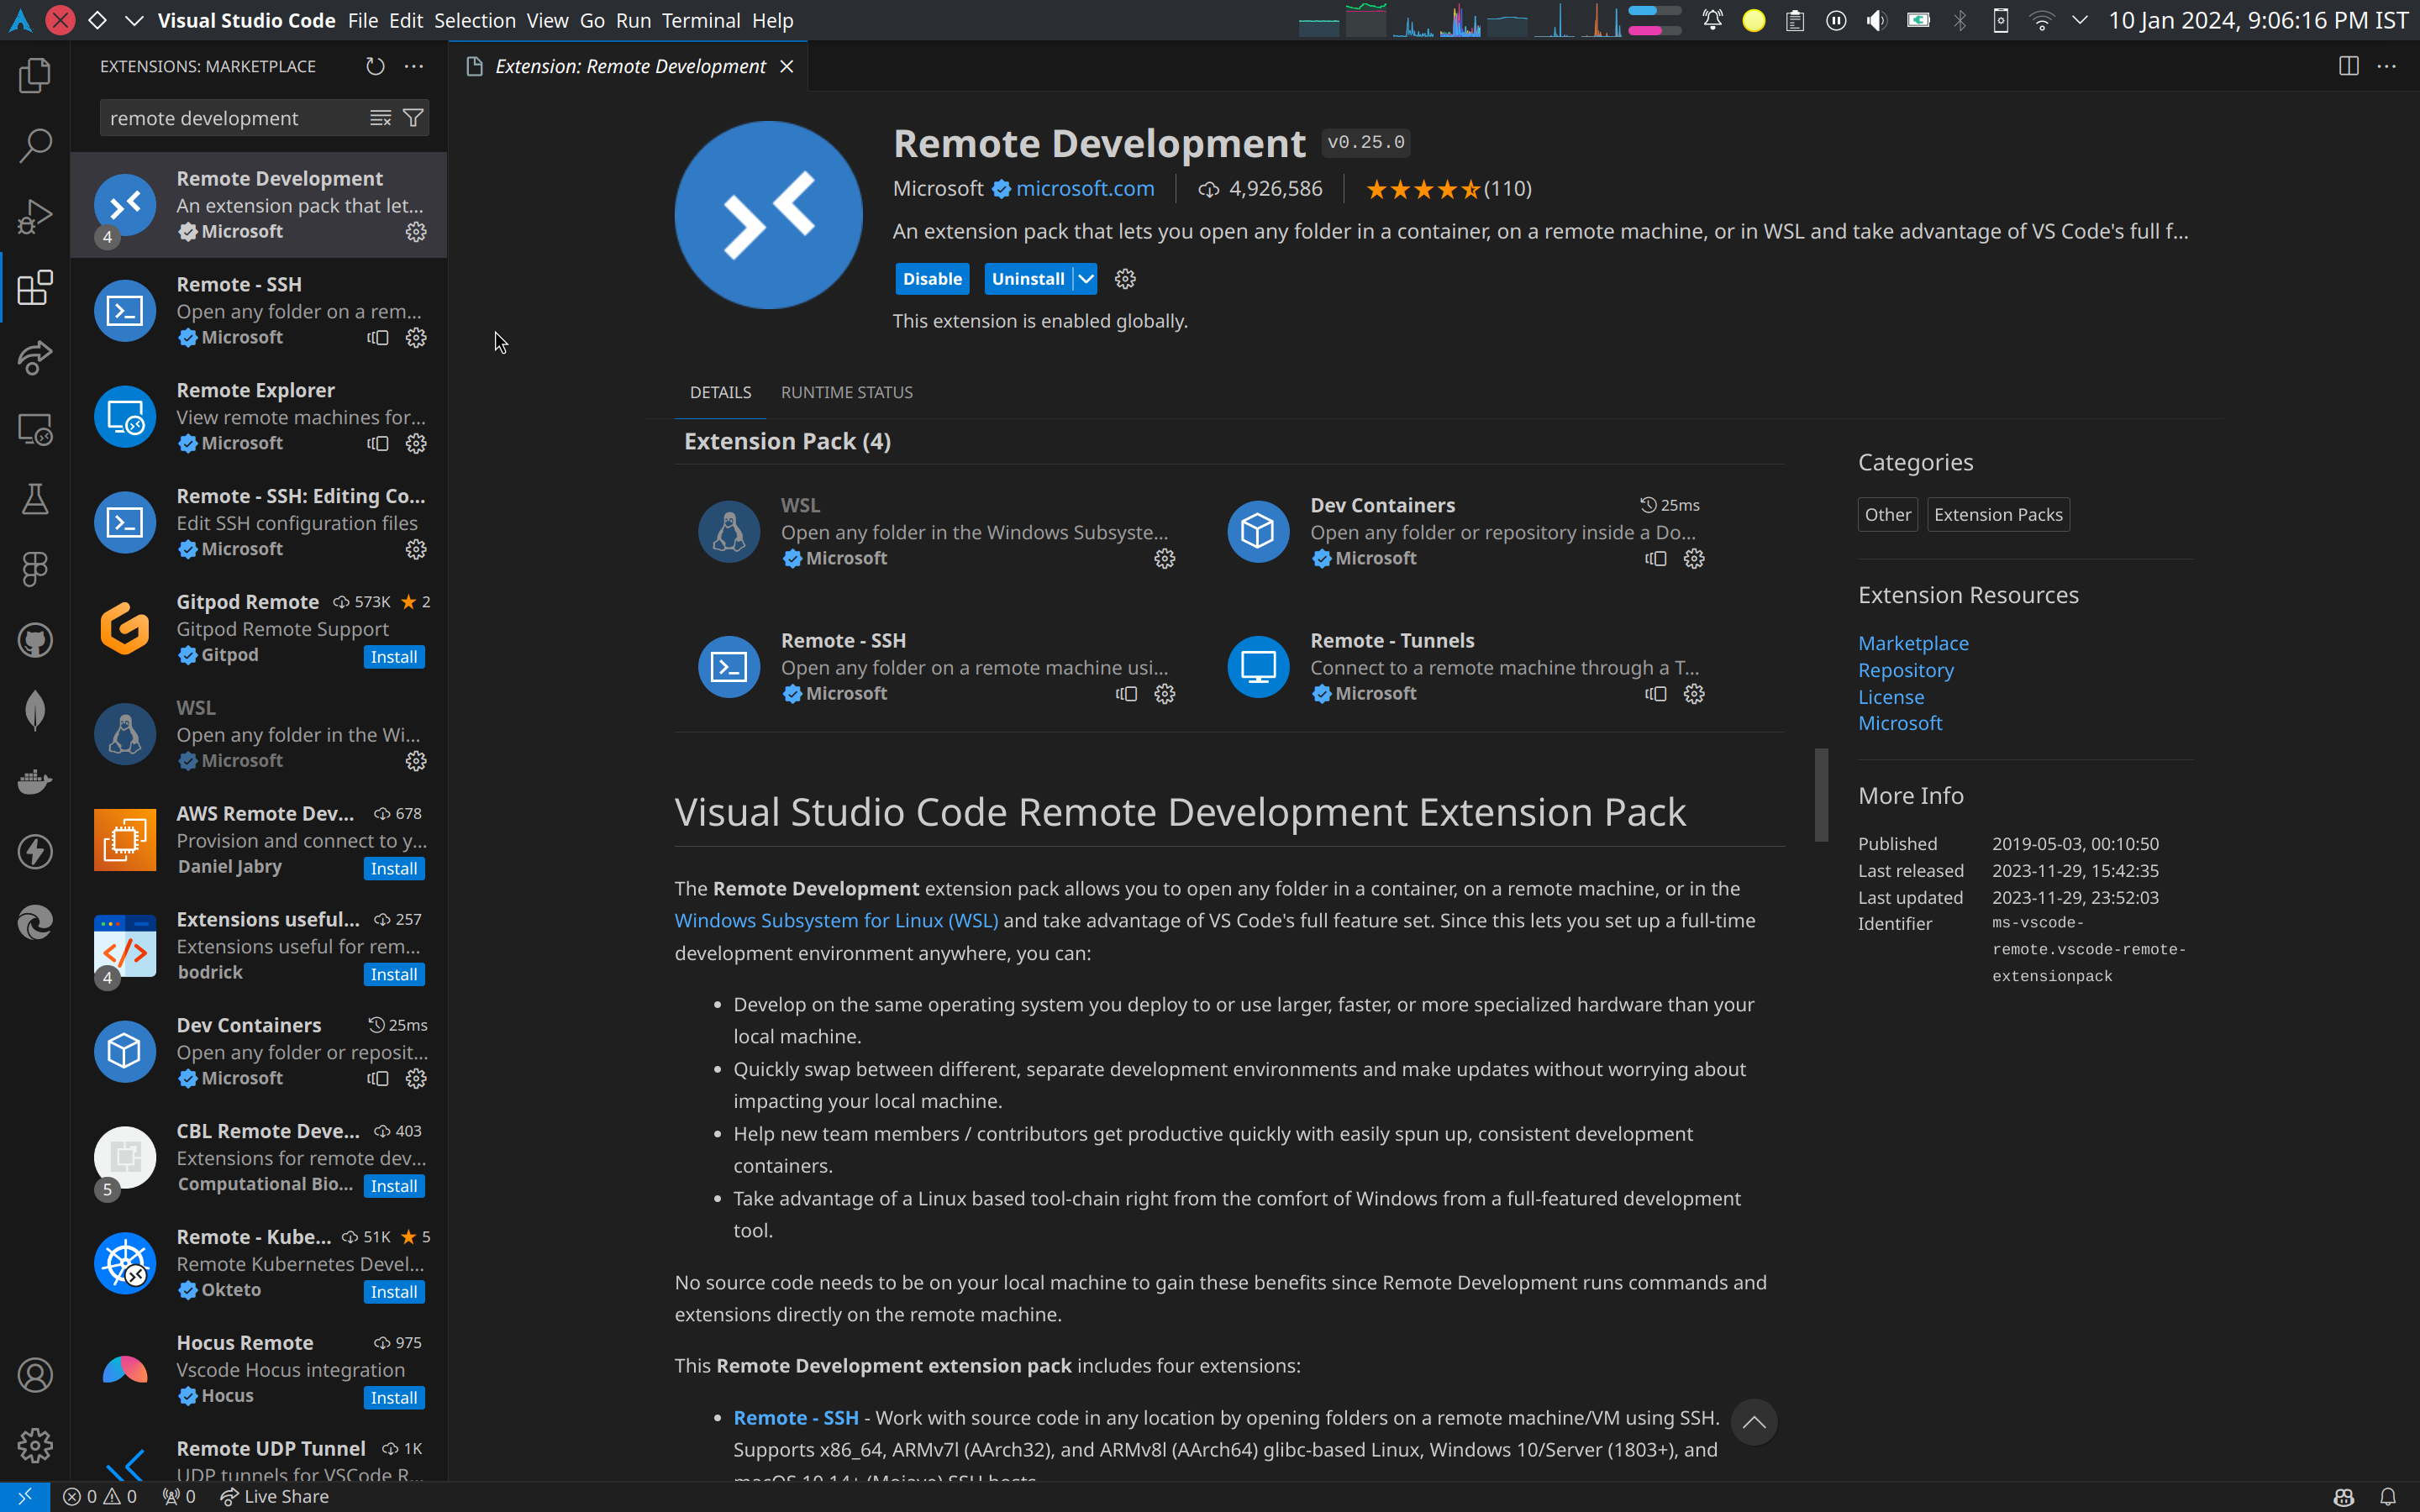 Visual Studio Code File Edit Selection View Go Run Terminal Help
10 Jan 2024, 9:06:16 PM IST
EXTENSIONS: MARKETPLACE
remote development
Remote Development
An extension pack that let...
4
Microsoft
Remote - SSH
Open any folder on a rem...
Microsoft
Remote Explorer
View remote machines for...
Microsoft
Remote - SSH: Editing Co...
Edit SSH configuration files
Microsoft
Gitpod Remote 573K 2
Gitpod Remote Support
Gitpod Install
WSL
Open any folder in the Wi...
Microsoft
AWS Remote Dev... 678
Provision and connect to y...
Daniel Jabry Install
Extensions useful... 257
Extensions useful for rem...
4
bodrick Install
Dev Containers 25ms
Open any folder or reposit...
Microsoft
CBL Remote Deve... 403
Extensions for remote dev...
5
Computational Bio... Install
Remote - Kube... 51K 5
Remote Kubernetes Devel...
Okteto Install
Hocus Remote 975
Vscode Hocus integration
Hocus Install
Remote UDP Tunnel 1K
UDP tunnels for VSCode R...
Extension: Remote Development
Remote Development v0.25.0
Microsoft microsoft.com 4,926,586 (110)
An extension pack that lets you open any folder in a container, on a remote machine, or in WSL and take advantage of VS Code's full f...
Disable Uninstall
This extension is enabled globally.
DETAILS RUNTIME STATUS
Extension Pack (4)
WSL
Open any folder in the Windows Subsyste...
Microsoft
Dev Containers 25ms
Open any folder or repository inside a Do...
Microsoft
Remote - SSH
Open any folder on a remote machine usi...
Microsoft
Remote - Tunnels
Connect to a remote machine through a T...
Microsoft
Visual Studio Code Remote Development Extension Pack
The Remote Development extension pack allows you to open any folder in a container, on a remote machine, or in the
Windows Subsystem for Linux (WSL) and take advantage of VS Code's full feature set. Since this lets you set up a full-time
development environment anywhere, you can:
• Develop on the same operating system you deploy to or use larger, faster, or more specialized hardware than your
local machine.
• Quickly swap between different, separate development environments and make updates without worrying about
impacting your local machine.
• Help new team members / contributors get productive quickly with easily spun up, consistent development
containers.
• Take advantage of a Linux based tool-chain right from the comfort of Windows from a full-featured development
tool.
No source code needs to be on your local machine to gain these benefits since Remote Development runs commands and
extensions directly on the remote machine.
This Remote Development extension pack includes four extensions:
• Remote - SSH - Work with source code in any location by opening folders on a remote machine/VM using SSH.
Supports x86_64, ARMv7l (AArch32), and ARMv8l (AArch64) glibc-based Linux, Windows 10/Server (1803+), and
macOS 10.14+ (Mojave) SSH hosts.
Categories
Other Extension Packs
Extension Resources
Marketplace
Repository
License
Microsoft
More Info
Published 2019-05-03, 00:10:50
Last released 2023-11-29, 15:42:35
Last updated 2023-11-29, 23:52:03
Identifier ms-vscode-
remote.vscode-remote-
extensionpack
0 0 0 Live Share